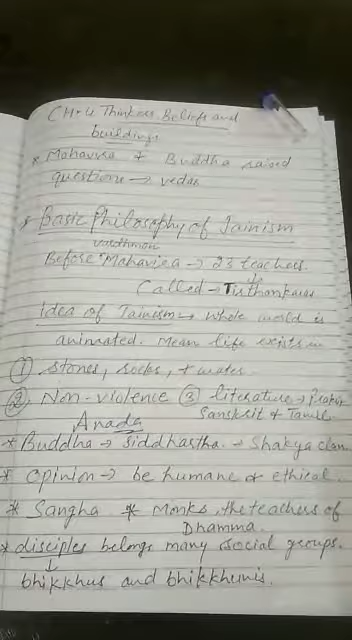 CH-4 Thinkers Beliefs and
buildings
* Mahavira + Buddha raised
question → vedas
* Basic Philosophy of Jainism
vardhman
Before Mahavira → 23 teachers.
Called → Tirthankaras
idea of Jainism → whole world is
animated. Mean life exists in
① stones, rocks, + water.
② Non-violence ③ literature →
Sanskrit & Tamil
* Buddha → Siddhartha → Shakya clan
* opinion → be humane & ethical.
* Sangha * Monks, the teachers of
Dhamma.
* disciples belongs many social groups.
↓
bhikkhus and bhikkhunis.